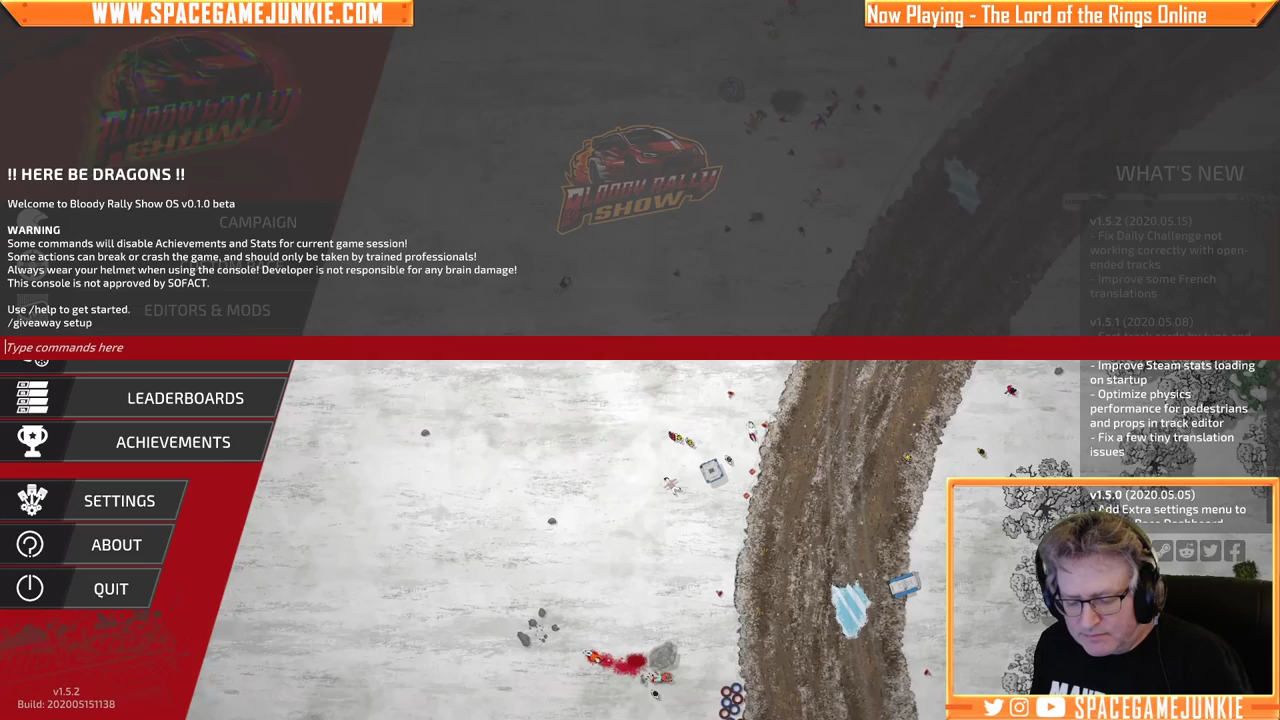 WWW.SPACEGAMEJUNKIE.COM
Now Playing - The Lord of the Rings Online
BLOODY RALLY
SHOW
BLOODY RALLY
SHOW
!! HERE BE DRAGONS !!
Welcome to Bloody Rally Show OS v0.1.0 beta
WARNING
Some commands will disable Achievements and Stats for current game session!
Some actions can break or crash the game, and should only be taken by trained professionals!
Always wear your helmet when using the console! Developer is not responsible for any brain damage!
This console is not approved by SOFACT.
Use /help to get started.
/giveaway setup
Type commands here
CAMPAIGN
EDITORS & MODS
LEADERBOARDS
ACHIEVEMENTS
SETTINGS
ABOUT
QUIT
v1.5.2
Build: 202005151138
WHAT'S NEW
v1.5.2 (2020.05.15)
- Fix Daily Challenge not
working correctly with open-
ended tracks
- Improve some French
translations
v1.5.1 (2020.05.08)
- Improve Steam stats loading
on startup
- Optimize physics
performance for pedestrians
and props in track editor
- Fix a few tiny translation
issues
v1.5.0 (2020.05.05)
- Add Extra settings menu to
SPACEGAMEJUNKIE